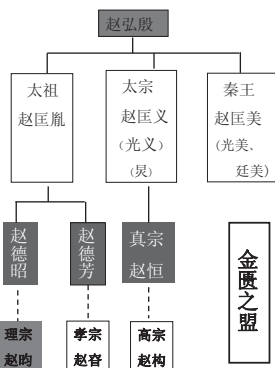 赵弘殷
太祖
赵匡胤
太宗
赵匡义
(光义)
(炅)
秦王
赵匡美
(光美、
廷美)
赵德昭
赵德芳
真宗
赵恒
金匮之盟
理宗
赵昀
孝宗
赵昚
高宗
赵构